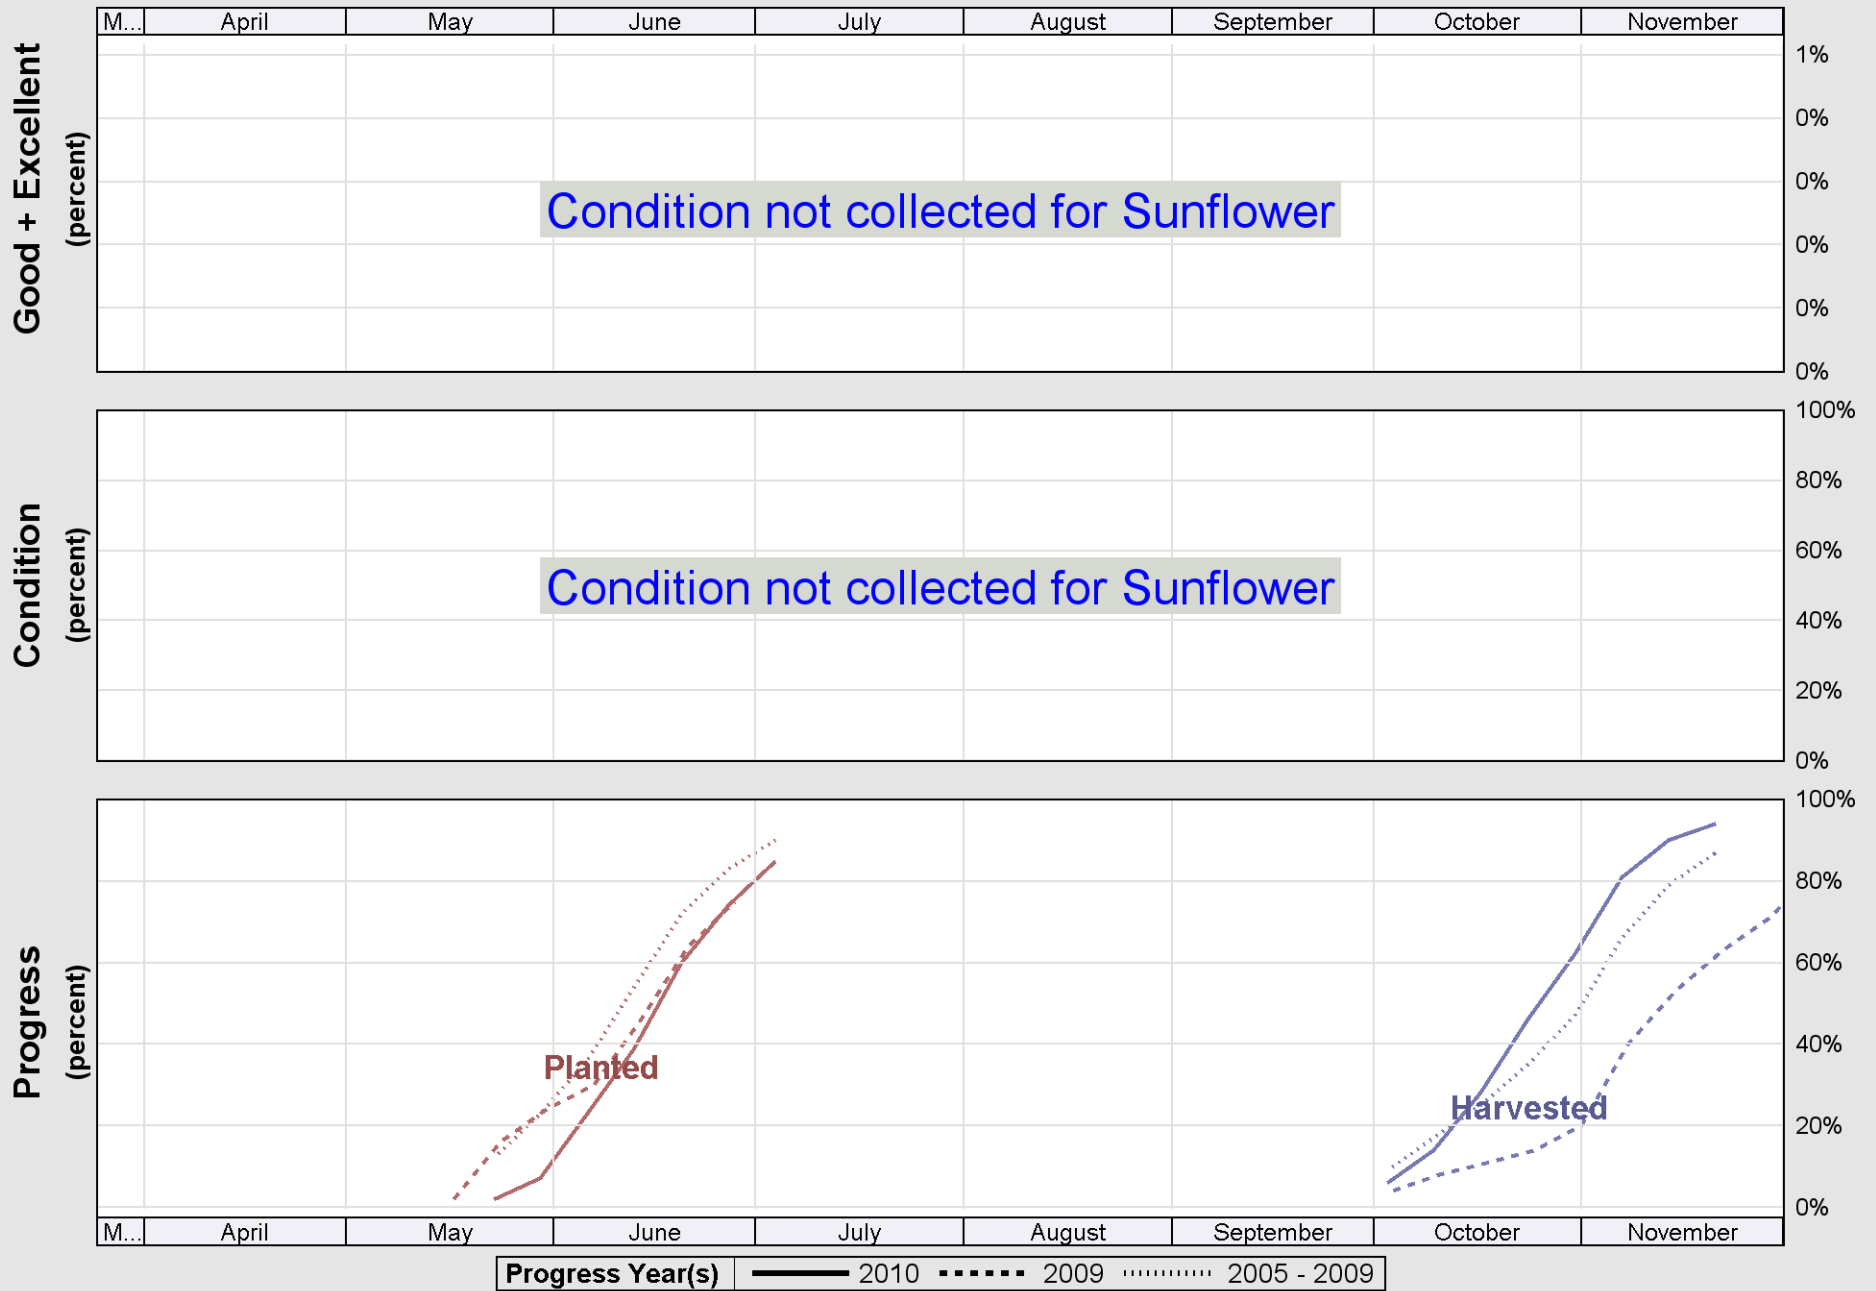 M... April May June July August September October November
Good + Excellent
(percent)
1%
0%
0%
0%
0%
0%
Condition not collected for Sunflower
Condition
(percent)
100%
80%
60%
40%
20%
0%
Condition not collected for Sunflower
Progress
(percent)
100%
80%
60%
40%
20%
0%
Planted
Harvested
M... April May June July August September October November
Progress Year(s) 2010 2009 2005 - 2009